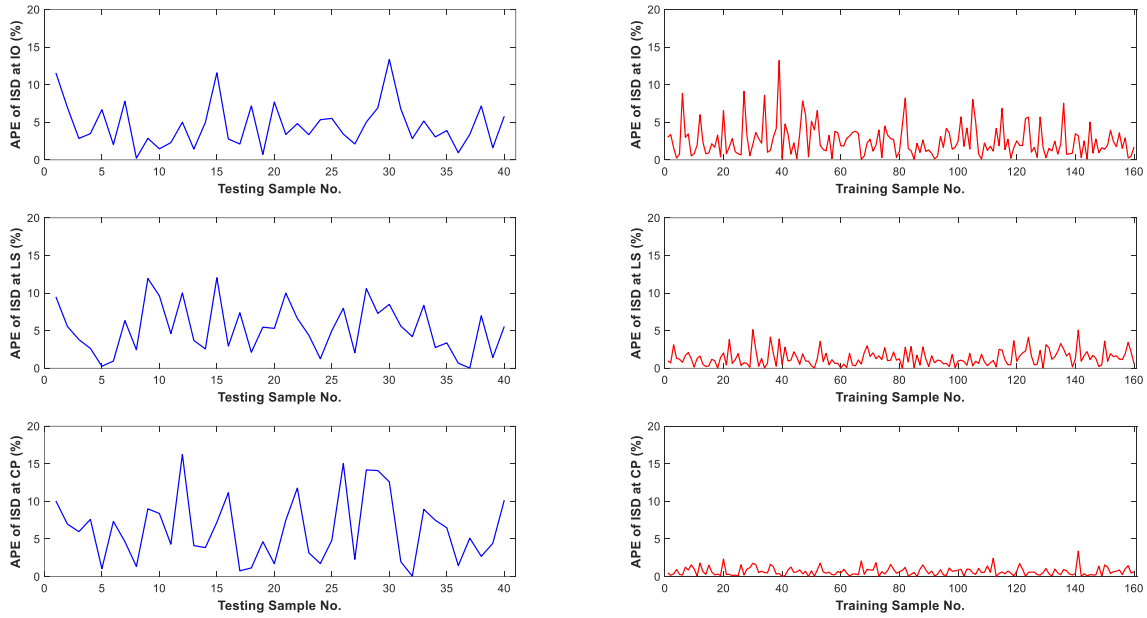 APE of ISD at IO (%)
20
15
10
5
0
0 5 10 15 20 25 30 35 40
Testing Sample No.
APE of ISD at IO (%)
20
15
10
5
0
0 20 40 60 80 100 120 140 160
Training Sample No.
APE of ISD at LS (%)
20
15
10
5
0
0 5 10 15 20 25 30 35 40
Testing Sample No.
APE of ISD at LS (%)
20
15
10
5
0
0 20 40 60 80 100 120 140 160
Training Sample No.
APE of ISD at CP (%)
20
15
10
5
0
0 5 10 15 20 25 30 35 40
Testing Sample No.
APE of ISD at CP (%)
20
15
10
5
0
0 20 40 60 80 100 120 140 160
Training Sample No.